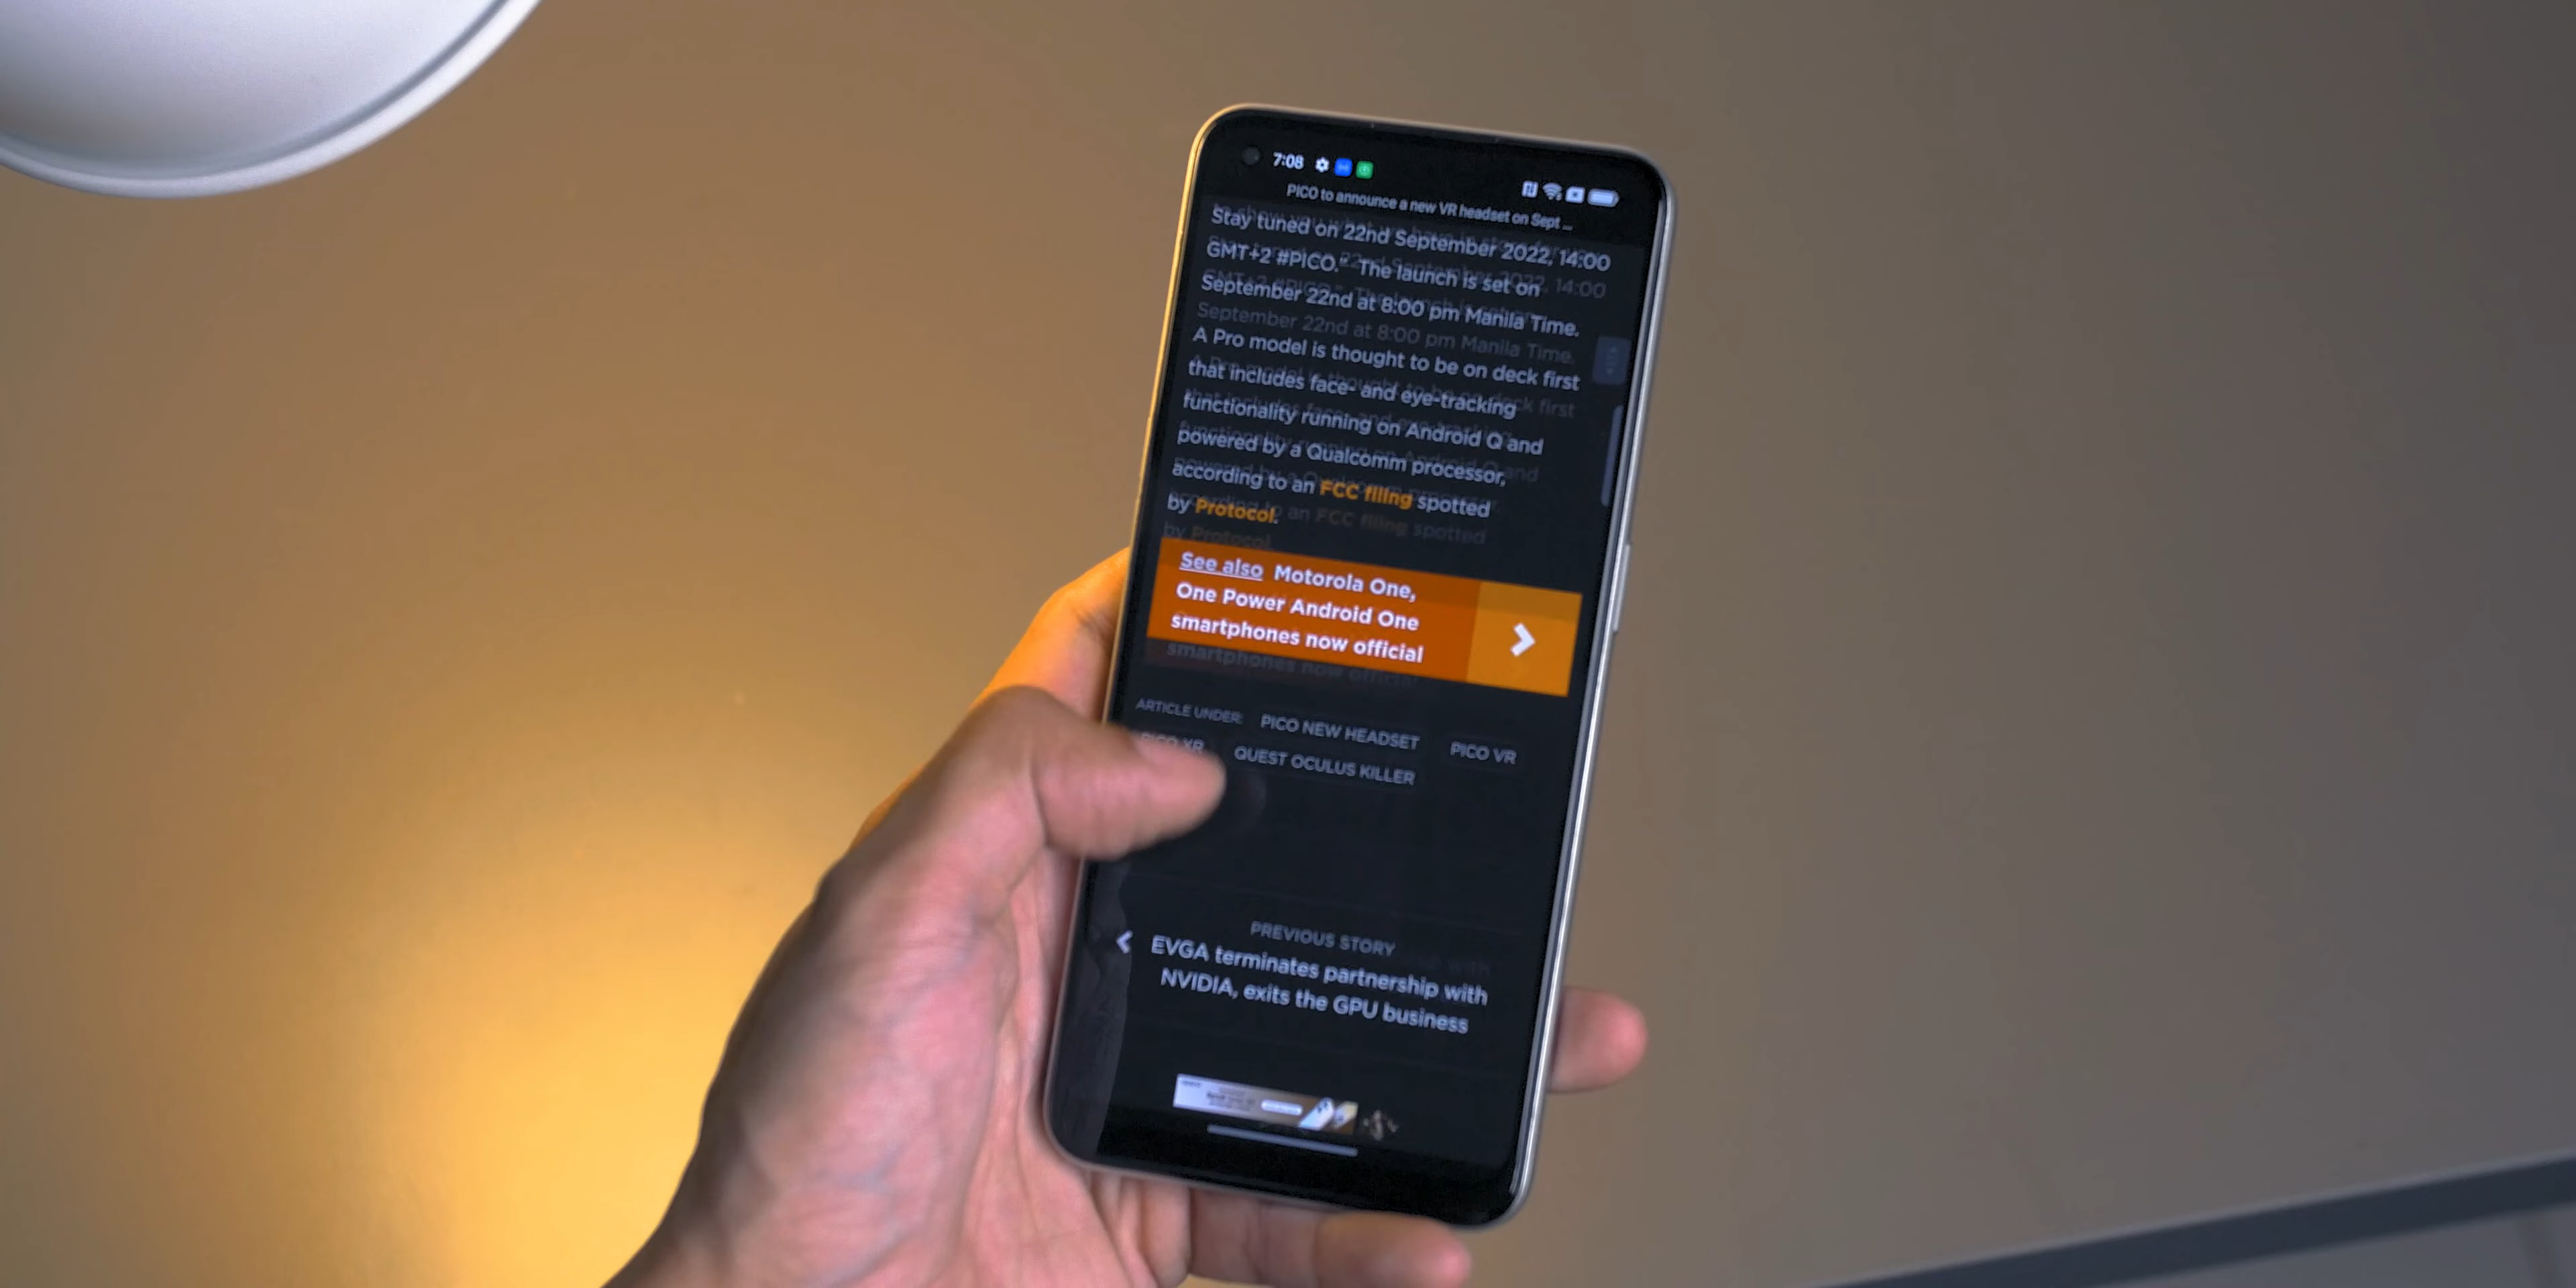 7:08
PICO to announce a new VR headset on Sept ...
Stay tuned on 22nd September 2022, 14:00
GMT+2 #PICO." The launch is set on
September 22nd at 8:00 pm Manila Time.
A Pro model is thought to be on deck first
that includes face- and eye-tracking
functionality running on Android Q and
powered by a Qualcomm processor,
according to an FCC filing spotted
by Protocol.
See also Motorola One,
One Power Android One
smartphones now official
ARTICLE UNDER: PICO NEW HEADSET PICO VR
PICO XR QUEST OCULUS KILLER
PREVIOUS STORY
EVGA terminates partnership with
NVIDIA, exits the GPU business